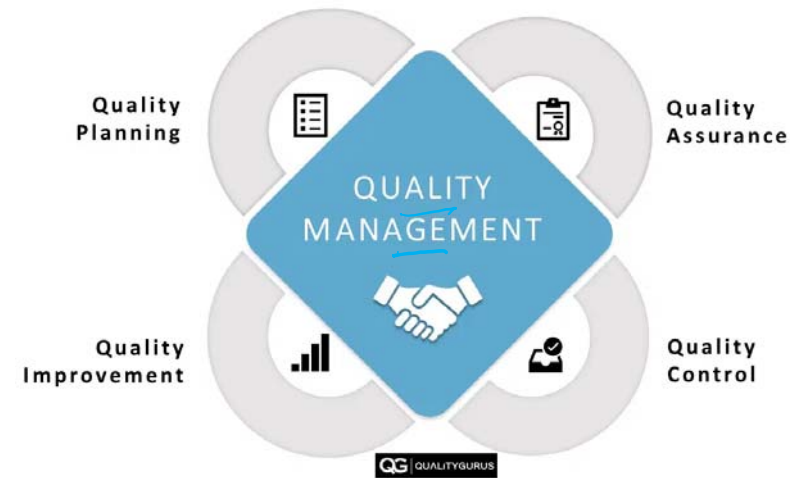 Quality
Planning
Quality
Assurance
QUALITY
MANAGEMENT
Quality
Improvement
Quality
Control
QG QUALITYGURUS